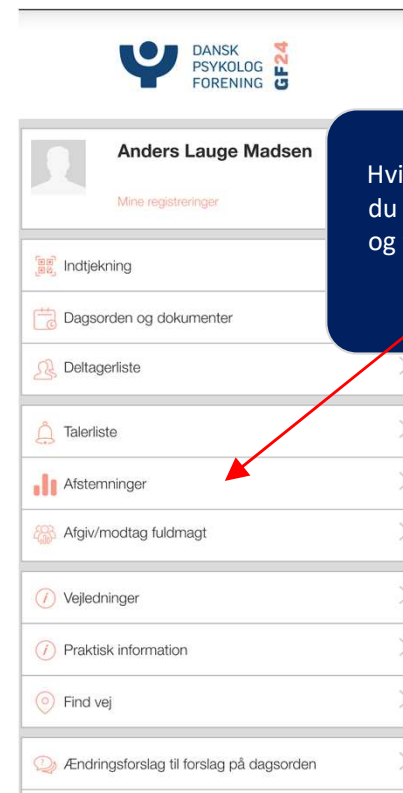 DANSK
PSYKOLOG
FORENING
GF24
Anders Lauge Madsen
Mine registreringer
du
og
Indtjekning
Dagsorden og dokumenter
Deltagerliste
Talerliste
Afstemninger
Afgiv/modtag fuldmagt
Vejledninger
Praktisk information
Find vej
Ændringsforslag til forslag på dagsorden